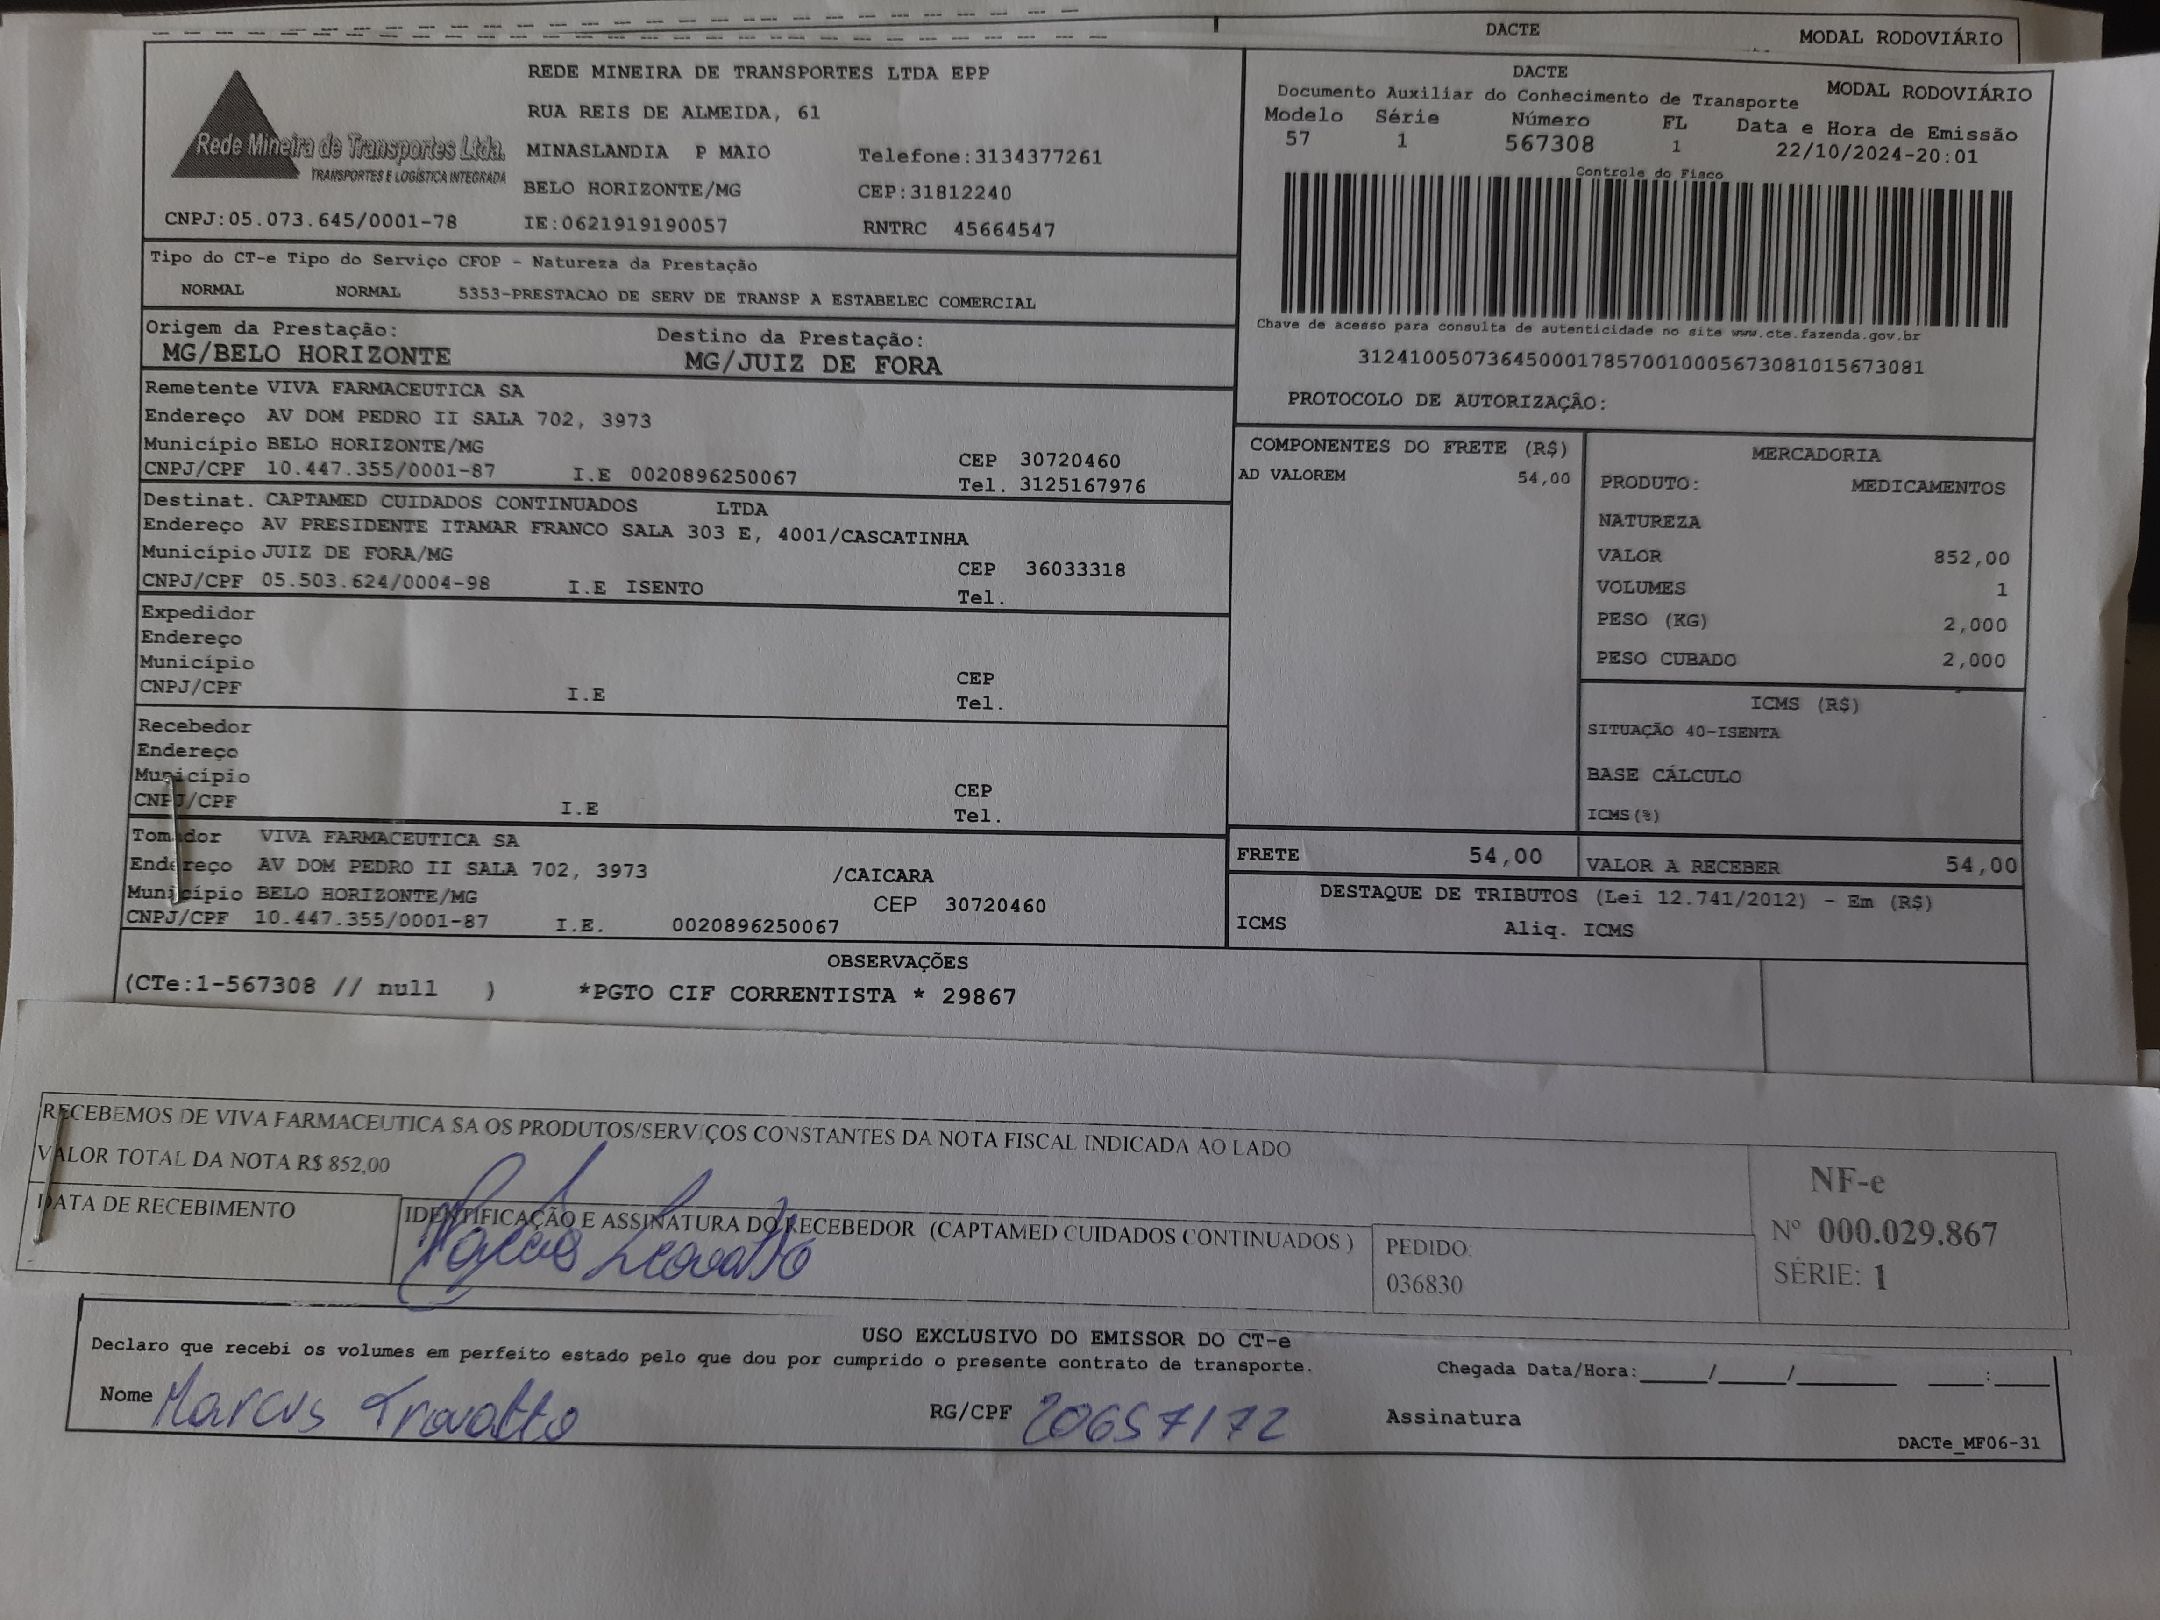 DACTE MODAL RODOVIÁRIO
Rede Mineira de Transportes Ltda.
TRANSPORTES E LOGÍSTICA INTEGRADA
CNPJ:05.073.645/0001-78
REDE MINEIRA DE TRANSPORTES LTDA EPP
RUA REIS DE ALMEIDA, 61
MINASLANDIA P MAIO Telefone:3134377261
BELO HORIZONTE/MG CEP:31812240
IE:0621919190057 RNTRC 45664547
DACTE MODAL RODOVIÁRIO
Documento Auxiliar do Conhecimento de Transporte
Modelo Série Número FL Data e Hora de Emissão
57 1 567308 1 22/10/2024-20:01
Controle do Fisco
Chave de acesso para consulta de autenticidade no site www.cte.fazenda.gov.br
31241005073645000178570010005673081015673081
PROTOCOLO DE AUTORIZAÇÃO:
Tipo do CT-e Tipo do Serviço CFOP - Natureza da Prestação
NORMAL NORMAL 5353-PRESTACAO DE SERV DE TRANSP A ESTABELEC COMERCIAL
Origem da Prestação: Destino da Prestação:
MG/BELO HORIZONTE MG/JUIZ DE FORA
Remetente VIVA FARMACEUTICA SA
Endereço AV DOM PEDRO II SALA 702, 3973
Município BELO HORIZONTE/MG CEP 30720460
CNPJ/CPF 10.447.355/0001-87 I.E 0020896250067 Tel. 3125167976
Destinat. CAPTAMED CUIDADOS CONTINUADOS LTDA
Endereço AV PRESIDENTE ITAMAR FRANCO SALA 303 E, 4001/CASCATINHA
Município JUIZ DE FORA/MG CEP 36033318
CNPJ/CPF 05.503.624/0004-98 I.E ISENTO Tel.
Expedidor
Endereço
Município CEP
CNPJ/CPF I.E Tel.
Recebedor
Endereço
Município CEP
CNPJ/CPF I.E Tel.
Tomador VIVA FARMACEUTICA SA
Endereço AV DOM PEDRO II SALA 702, 3973 /CAICARA
Município BELO HORIZONTE/MG CEP 30720460
CNPJ/CPF 10.447.355/0001-87 I.E. 0020896250067
COMPONENTES DO FRETE (R$)
AD VALOREM 54,00
MERCADORIA
PRODUTO: MEDICAMENTOS
NATUREZA
VALOR 852,00
VOLUMES 1
PESO (KG) 2,000
PESO CUBADO 2,000
ICMS (R$)
SITUAÇÃO 40-ISENTA
BASE CÁLCULO
ICMS(%)
FRETE 54,00 VALOR A RECEBER 54,00
DESTAQUE DE TRIBUTOS (Lei 12.741/2012) - Em (R$)
ICMS Aliq. ICMS
OBSERVAÇÕES
(CTe:1-567308 // null ) *PGTO CIF CORRENTISTA * 29867
RECEBEMOS DE VIVA FARMACEUTICA SA OS PRODUTOS/SERVIÇOS CONSTANTES DA NOTA FISCAL INDICADA AO LADO
VALOR TOTAL DA NOTA R$ 852,00
DATA DE RECEBIMENTO
IDENTIFICAÇÃO E ASSINATURA DO RECEBEDOR (CAPTAMED CUIDADOS CONTINUADOS )
Marcus Trovatto
PEDIDO:
036830
NF-e
Nº 000.029.867
SÉRIE: 1
USO EXCLUSIVO DO EMISSOR DO CT-e
Declaro que recebi os volumes em perfeito estado pelo que dou por cumprido o presente contrato de transporte. Chegada Data/Hora:_____/_____/_______ ____:____
Nome Marcus Trovatto RG/CPF 20657172 Assinatura
DACTe_MF06-31